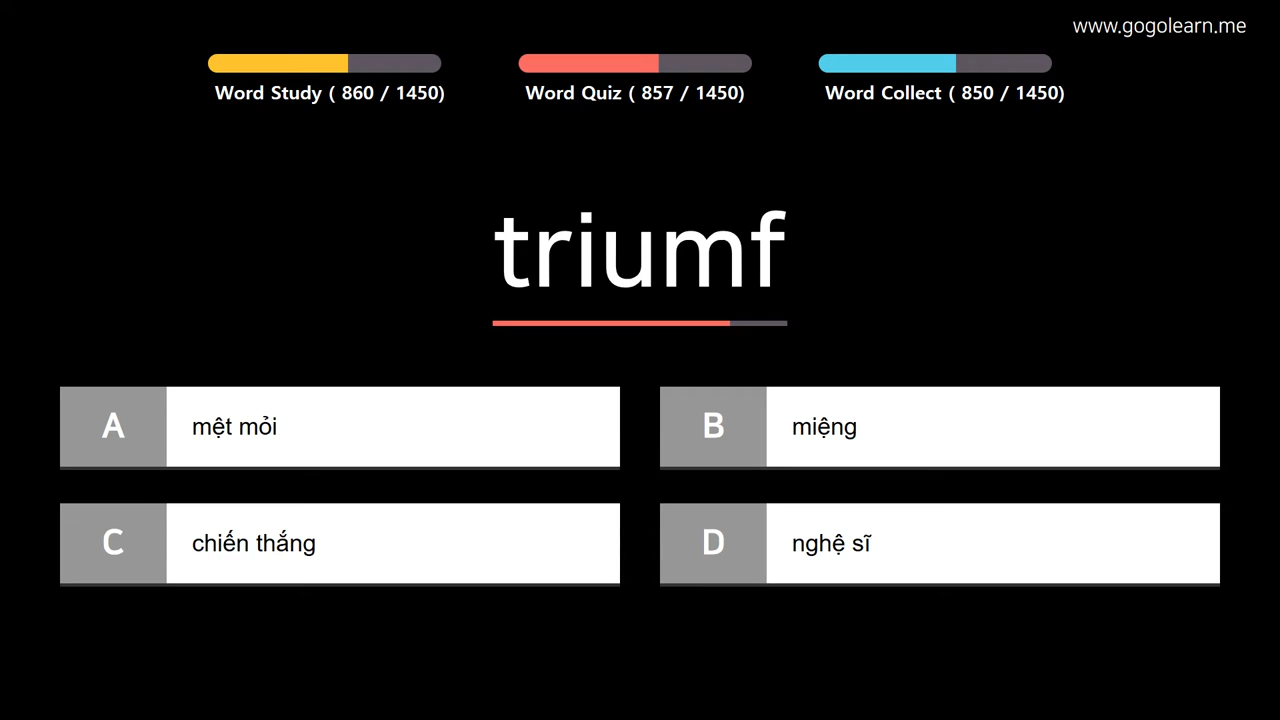 www.gogolearn.me
Word Study ( 860 / 1450)
Word Quiz ( 857 / 1450)
Word Collect ( 850 / 1450)
triumf
A mệt mỏi
B miệng
C chiến thắng
D nghệ sĩ